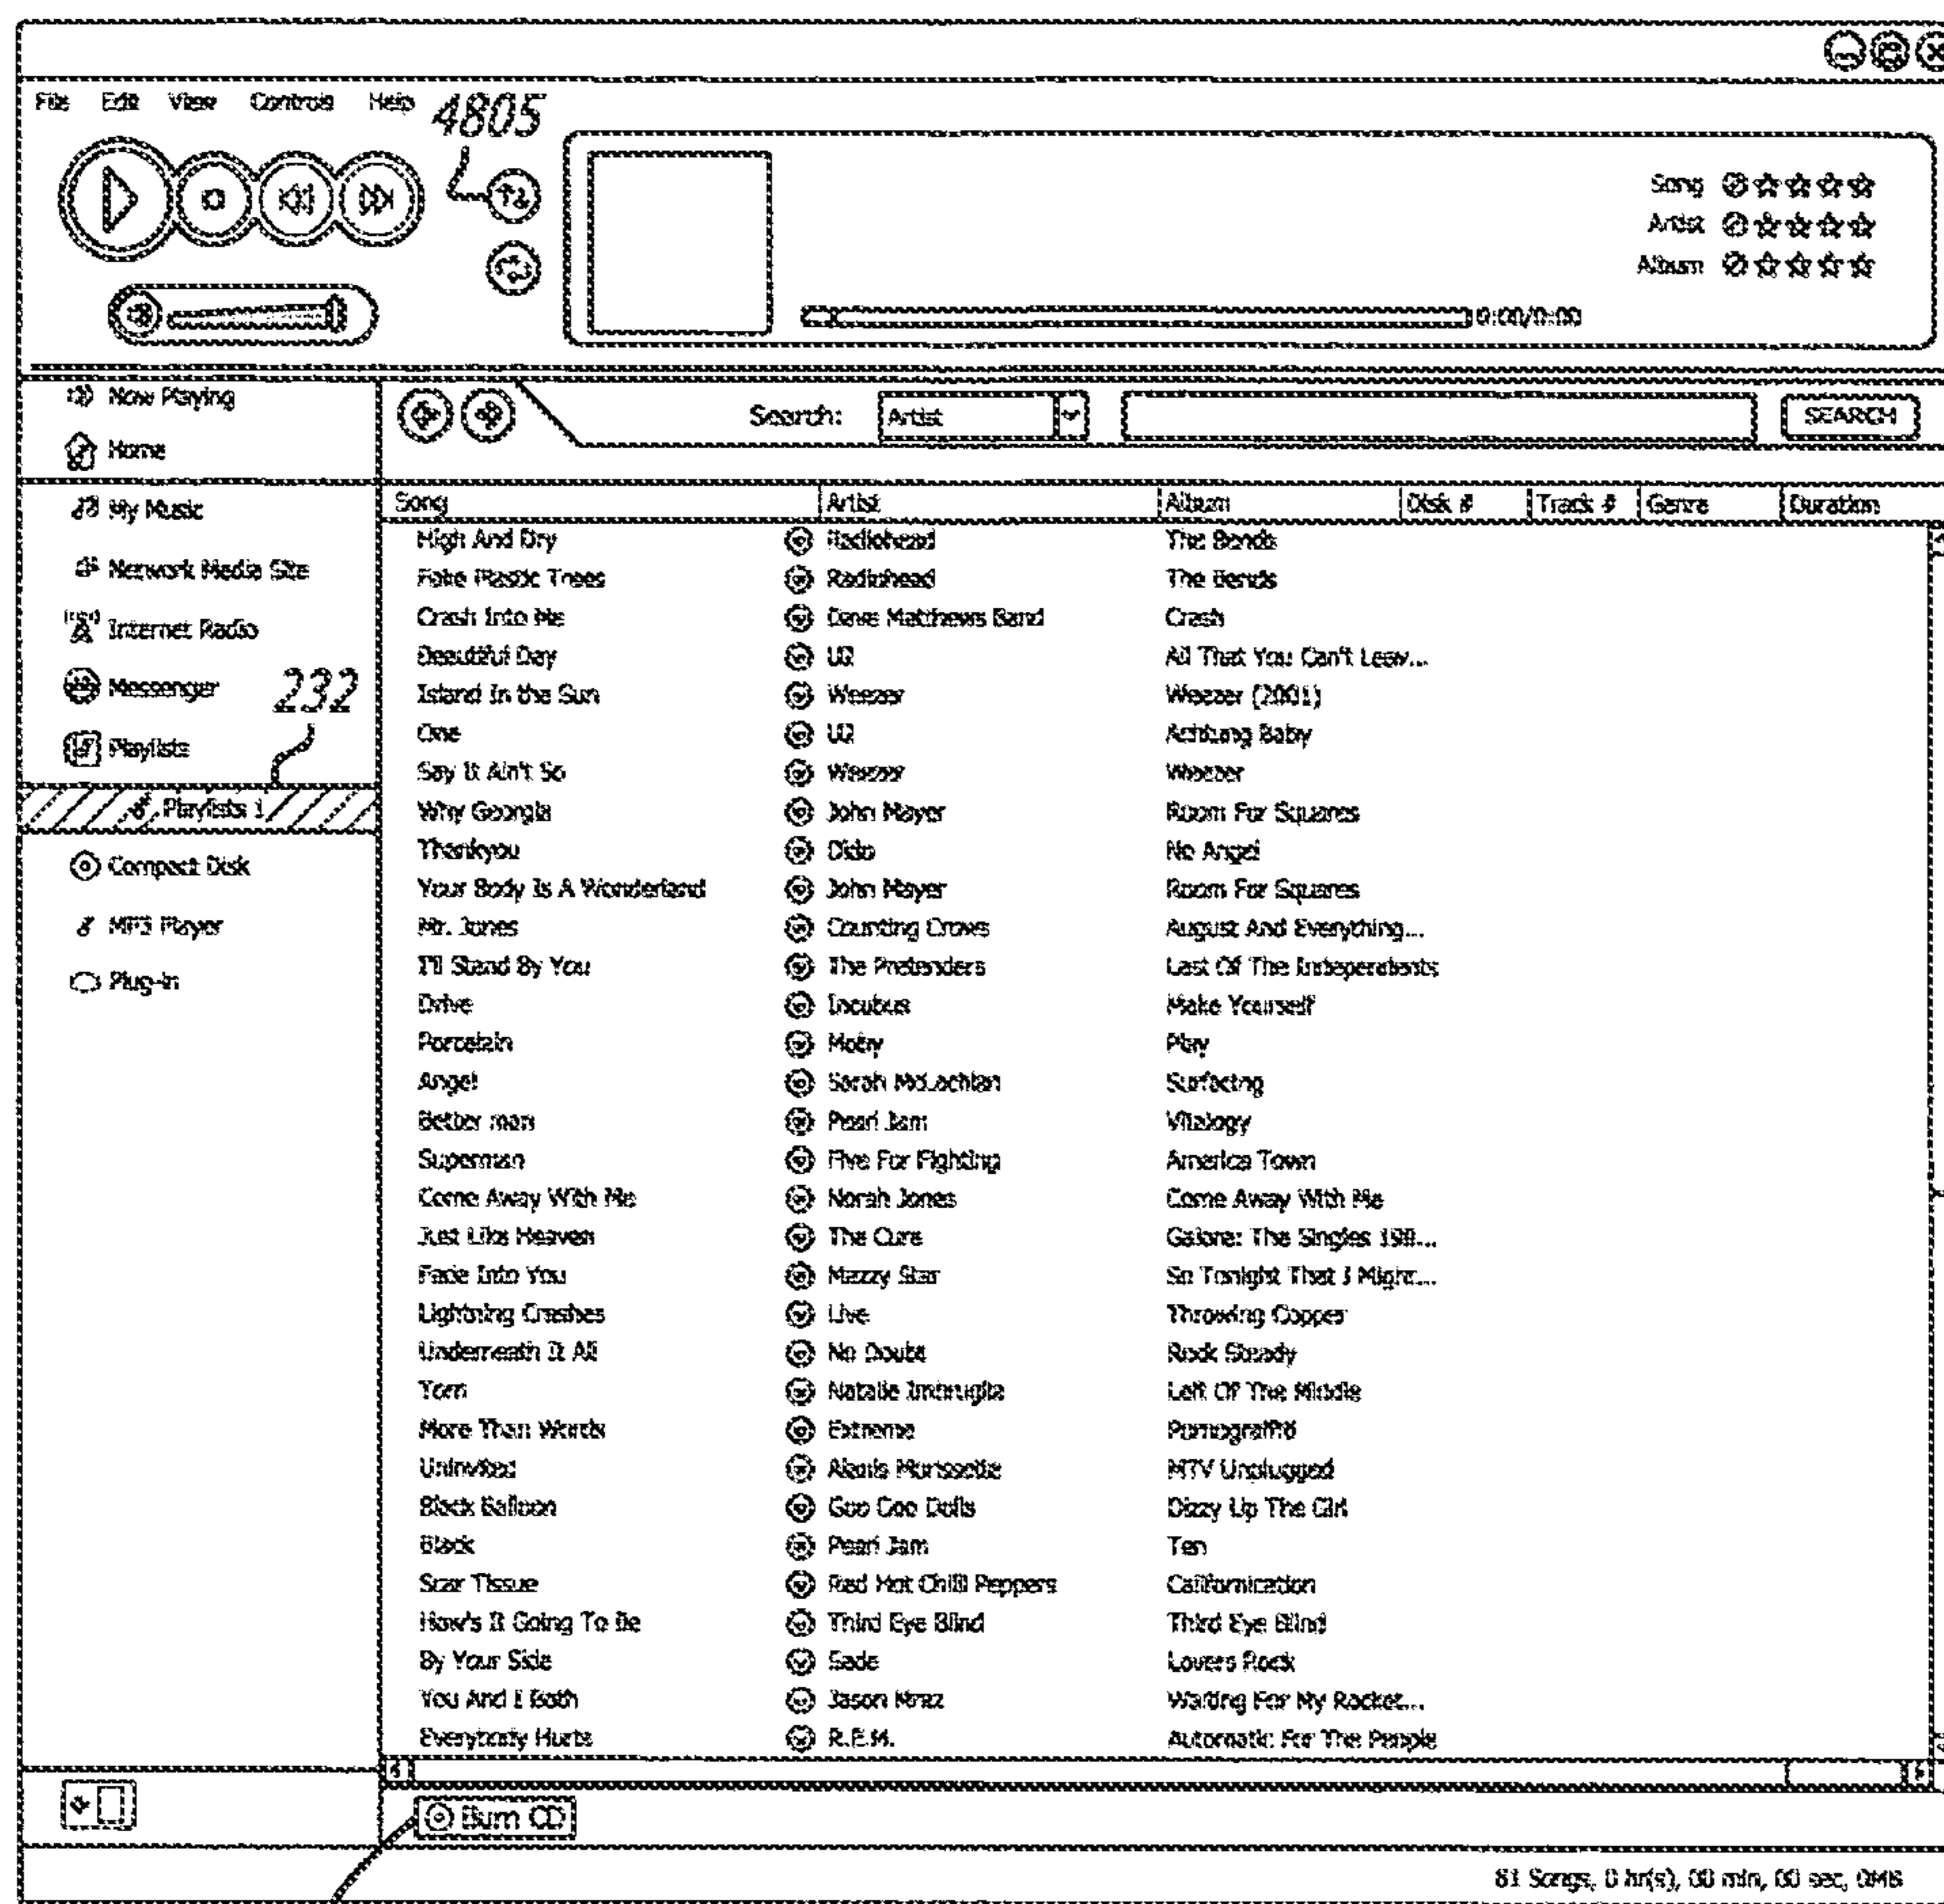 File Edit View Controls Help
4805
Song
Artist
Album
0:00/0:00
Now Playing
Home
Search: Artist SEARCH
My Music
Network Media Site
Internet Radio
Messenger
232
Playlists
Playlists 1
Compact Disk
MP3 Player
Plug-in
Song Artist Album Disk # Track # Genre Duration
High And Dry Radiohead The Bends
Fake Plastic Trees Radiohead The Bends
Crash Into Me Dave Matthews Band Crash
Beautiful Day U2 All That You Can't Leav...
Island In the Sun Weezer Weezer (2001)
One U2 Achtung Baby
Say It Ain't So Weezer Weezer
Why Georgia John Mayer Room For Squares
Thankyou Dido No Angel
Your Body Is A Wonderland John Mayer Room For Squares
Mr. Jones Counting Crows August And Everything...
I'll Stand By You The Pretenders Last Of The Independents
Drive Incubus Make Yourself
Porcelain Moby Play
Angel Sarah McLachlan Surfacing
Better man Pearl Jam Vitalogy
Superman Five For Fighting America Town
Come Away With Me Norah Jones Come Away With Me
Just Like Heaven The Cure Galore: The Singles 198...
Fade Into You Mazzy Star So Tonight That I Might...
Lightning Crashes Live Throwing Copper
Underneath It All No Doubt Rock Steady
Torn Natalie Imbruglia Left Of The Middle
More Than Words Extreme
Uninvited Alanis Morissette MTV Unplugged
Black Balloon Goo Goo Dolls Dizzy Up The Girl
Black Pearl Jam Ten
Scar Tissue Red Hot Chilli Peppers Californication
How's It Going To Be Third Eye Blind Third Eye Blind
By Your Side Sade Lovers Rock
You And I Both Jason Mraz Waiting For My Rocket...
Everybody Hurts R.E.M. Automatic For The People
Burn CD
81 Songs, 0 hr(s), 00 min, 00 sec, 0MB